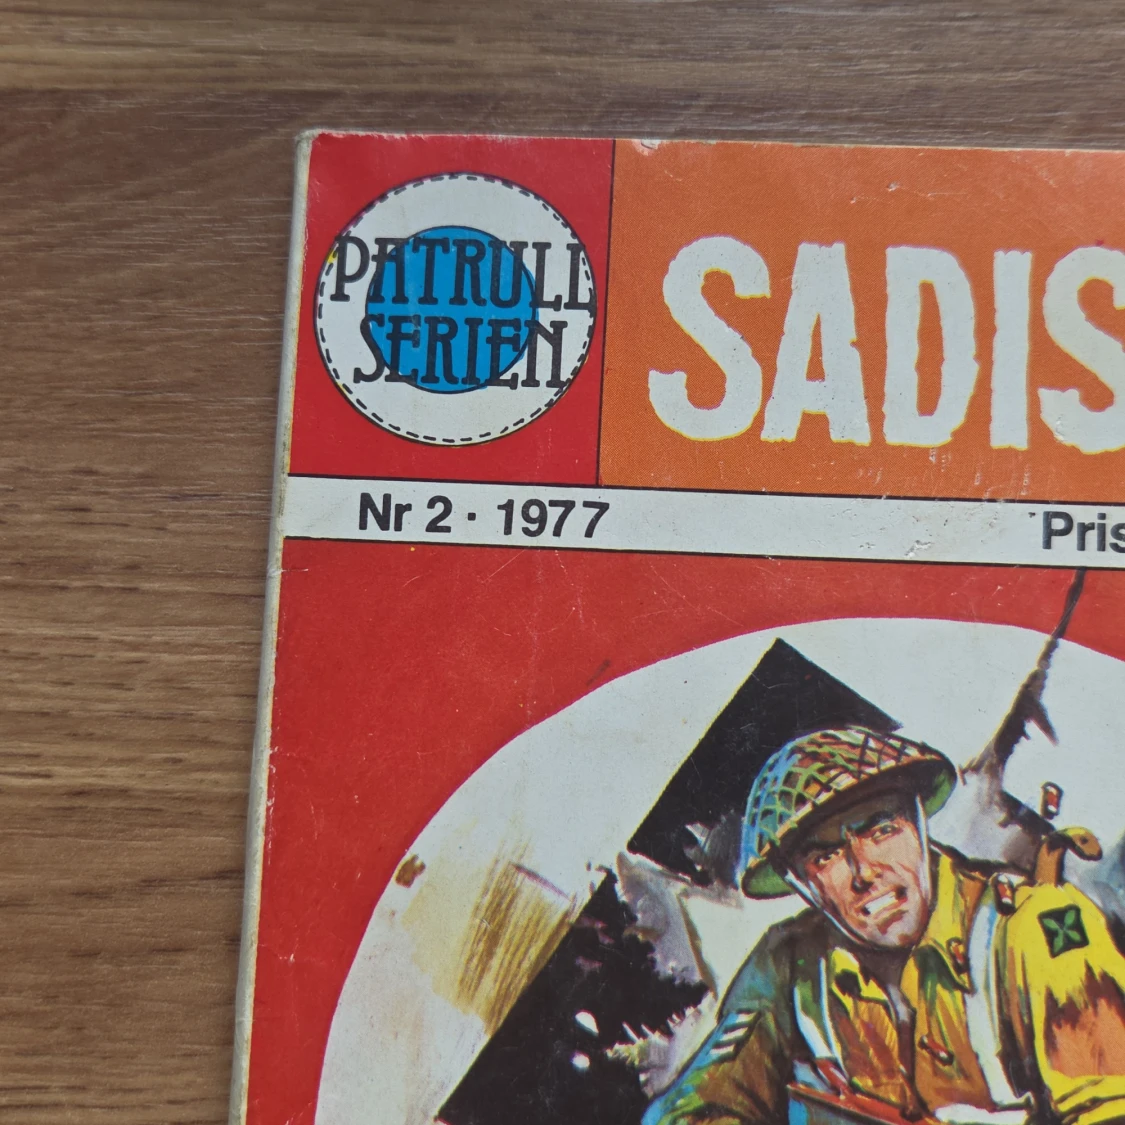 PATRULL
SERIEN
SADIS
Nr 2 · 1977
Pris